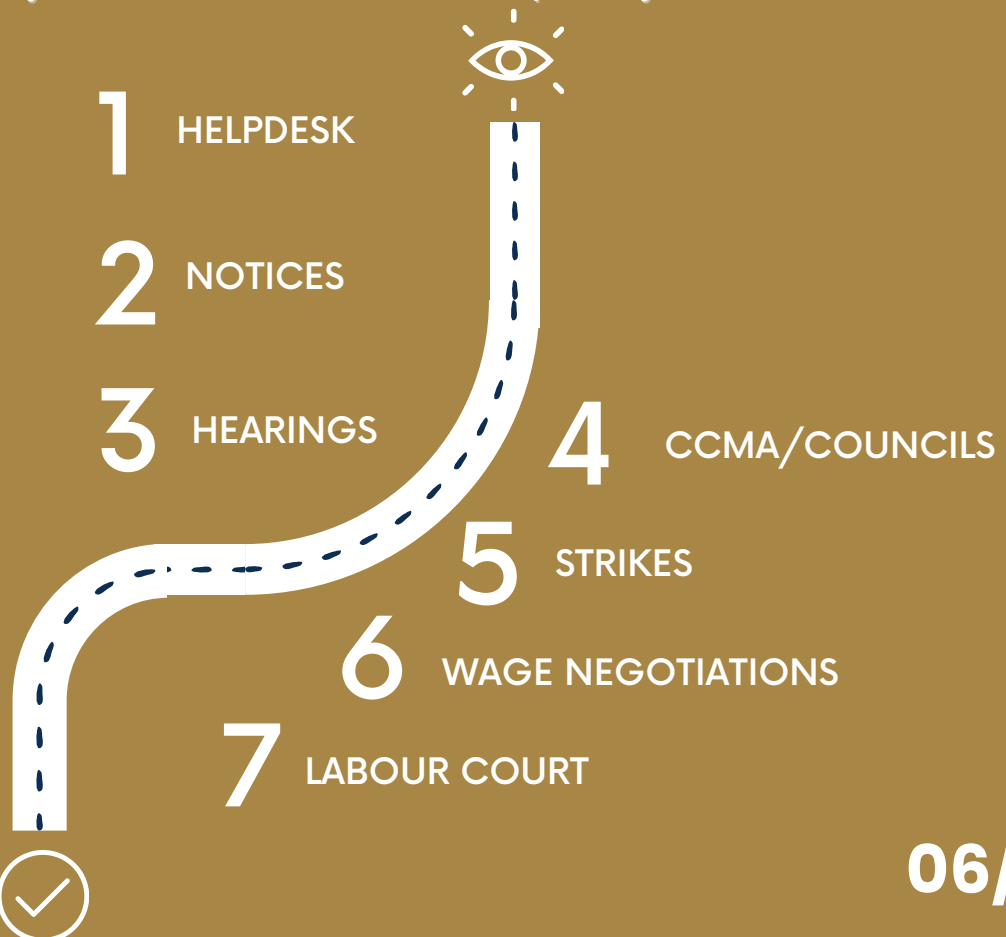 1 HELPDESK
2 NOTICES
3 HEARINGS
4 CCMA/COUNCILS
5 STRIKES
6 WAGE NEGOTIATIONS
7 LABOUR COURT
06/